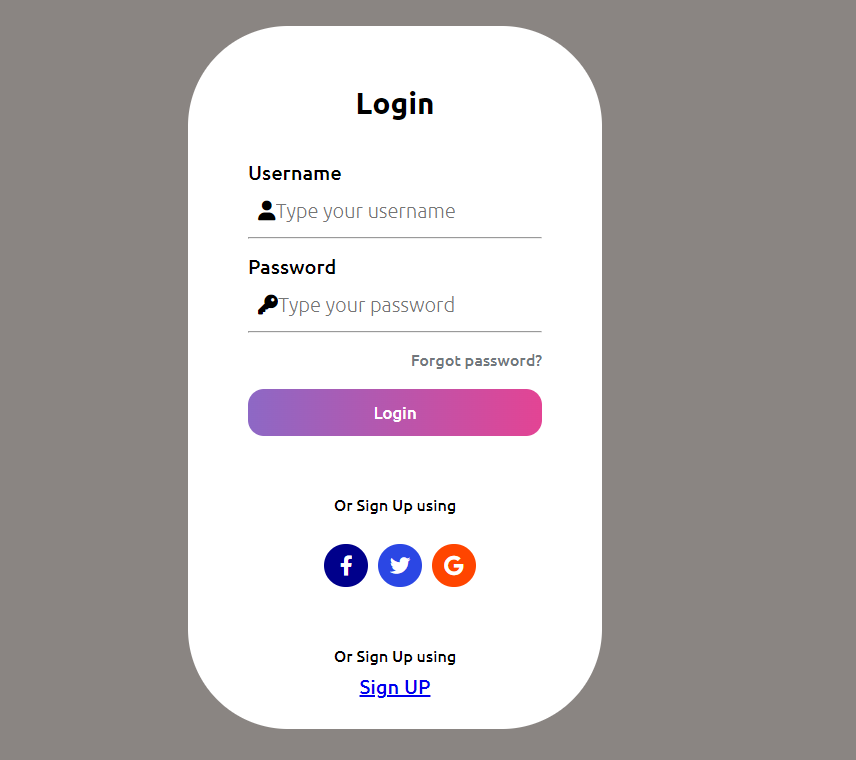 Login
Username
Type your username
Password
Type your password
Forgot password?
Login
Or Sign Up using
Or Sign Up using
Sign UP